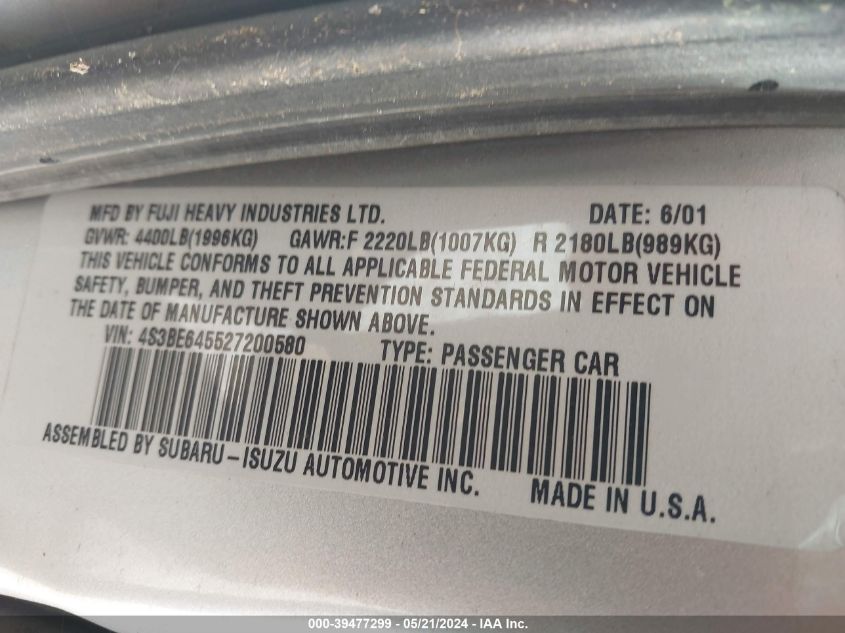 MFD BY FUJI HEAVY INDUSTRIES LTD. DATE: 6/01
GVWR: 4400LB(1996KG) GAWR:F 2220LB(1007KG) R 2180LB(989KG)
THIS VEHICLE CONFORMS TO ALL APPLICABLE FEDERAL MOTOR VEHICLE
SAFETY, BUMPER, AND THEFT PREVENTION STANDARDS IN EFFECT ON
THE DATE OF MANUFACTURE SHOWN ABOVE.
VIN: 4S3BE645527200580 TYPE: PASSENGER CAR
ASSEMBLED BY SUBARU-ISUZU AUTOMOTIVE INC. MADE IN U.S.A.
000-39477299 - 05/21/2024 - IAA Inc.